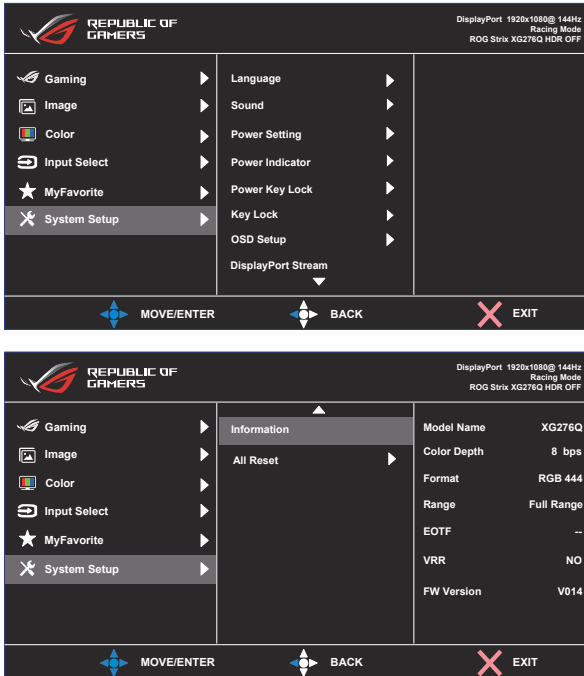 REPUBLIC OF
GAMERS
DisplayPort 1920x1080@ 144Hz
Racing Mode
ROG Strix XG276Q HDR OFF
Gaming
Image
Color
Input Select
MyFavorite
System Setup
Language
Sound
Power Setting
Power Indicator
Power Key Lock
Key Lock
OSD Setup
DisplayPort Stream
MOVE/ENTER
BACK
EXIT
REPUBLIC OF
GAMERS
DisplayPort 1920x1080@ 144Hz
Racing Mode
ROG Strix XG276Q HDR OFF
Gaming
Image
Color
Input Select
MyFavorite
System Setup
Information
All Reset
Model Name XG276Q
Color Depth 8 bps
Format RGB 444
Range Full Range
EOTF --
VRR NO
FW Version V014
MOVE/ENTER
BACK
EXIT